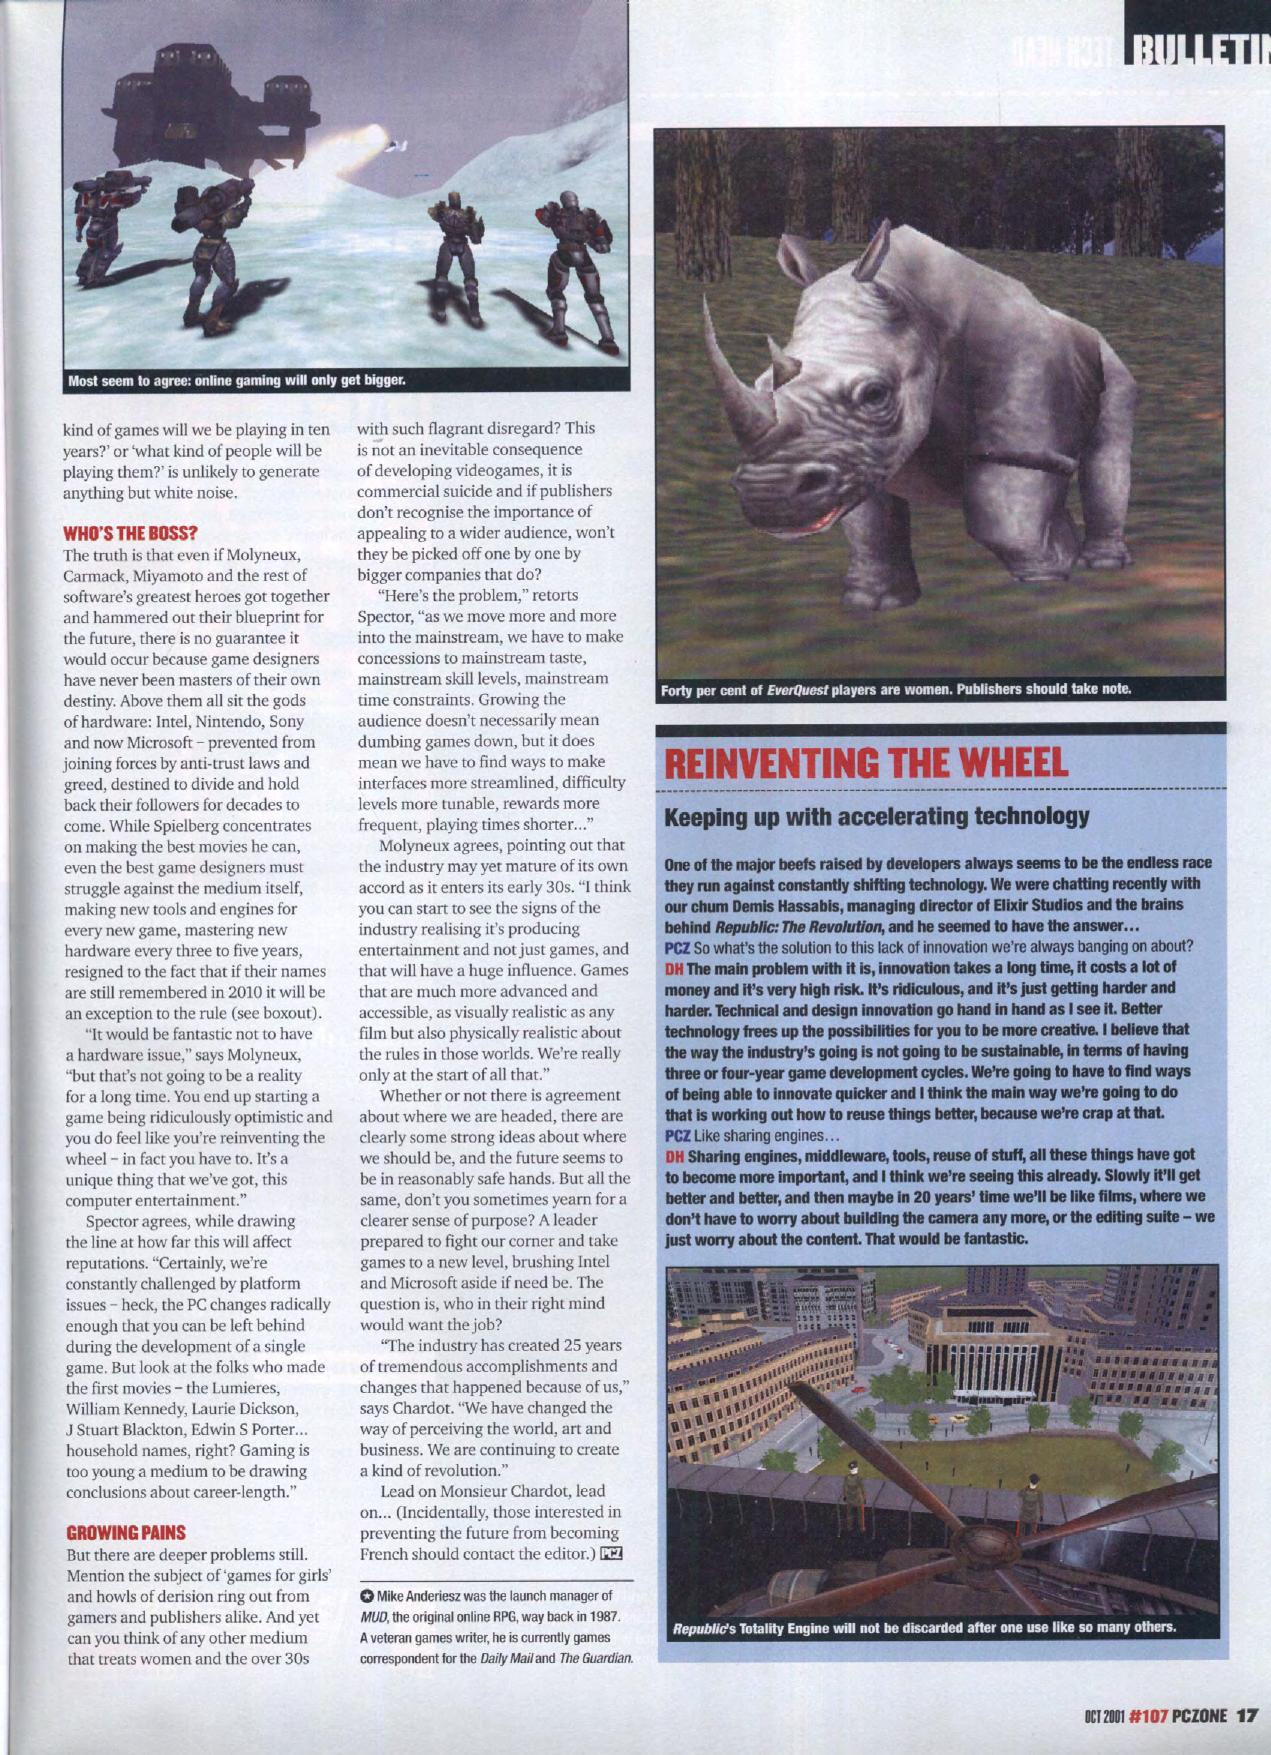 BULLETIN
Most seem to agree: online gaming will only get bigger.
kind of games will we be playing in ten
years?' or 'what kind of people will be
playing them?' is unlikely to generate
anything but white noise.
WHO'S THE BOSS?
The truth is that even if Molyneux,
Carmack, Miyamoto and the rest of
software's greatest heroes got together
and hammered out their blueprint for
the future, there is no guarantee it
would occur because game designers
have never been masters of their own
destiny. Above them all sit the gods
of hardware: Intel, Nintendo, Sony
and now Microsoft – prevented from
joining forces by anti-trust laws and
greed, destined to divide and hold
back their followers for decades to
come. While Spielberg concentrates
on making the best movies he can,
even the best game designers must
struggle against the medium itself,
making new tools and engines for
every new game, mastering new
hardware every three to five years,
resigned to the fact that if their names
are still remembered in 2010 it will be
an exception to the rule (see boxout).
"It would be fantastic not to have
a hardware issue," says Molyneux,
"but that's not going to be a reality
for a long time. You end up starting a
game being ridiculously optimistic and
you do feel like you're reinventing the
wheel – in fact you have to. It's a
unique thing that we've got, this
computer entertainment."
Spector agrees, while drawing
the line at how far this will affect
reputations. "Certainly, we're
constantly challenged by platform
issues – heck, the PC changes radically
enough that you can be left behind
during the development of a single
game. But look at the folks who made
the first movies – the Lumieres,
William Kennedy, Laurie Dickson,
J Stuart Blackton, Edwin S Porter...
household names, right? Gaming is
too young a medium to be drawing
conclusions about career-length."
GROWING PAINS
But there are deeper problems still.
Mention the subject of 'games for girls'
and howls of derision ring out from
gamers and publishers alike. And yet
can you think of any other medium
that treats women and the over 30s
with such flagrant disregard? This
is not an inevitable consequence
of developing videogames, it is
commercial suicide and if publishers
don't recognise the importance of
appealing to a wider audience, won't
they be picked off one by one by
bigger companies that do?
"Here's the problem," retorts
Spector, "as we move more and more
into the mainstream, we have to make
concessions to mainstream taste,
mainstream skill levels, mainstream
time constraints. Growing the
audience doesn't necessarily mean
dumbing games down, but it does
mean we have to find ways to make
interfaces more streamlined, difficulty
levels more tunable, rewards more
frequent, playing times shorter..."
Molyneux agrees, pointing out that
the industry may yet mature of its own
accord as it enters its early 30s. "I think
you can start to see the signs of the
industry realising it's producing
entertainment and not just games, and
that will have a huge influence. Games
that are much more advanced and
accessible, as visually realistic as any
film but also physically realistic about
the rules in those worlds. We're really
only at the start of all that."
Whether or not there is agreement
about where we are headed, there are
clearly some strong ideas about where
we should be, and the future seems to
be in reasonably safe hands. But all the
same, don't you sometimes yearn for a
clearer sense of purpose? A leader
prepared to fight our corner and take
games to a new level, brushing Intel
and Microsoft aside if need be. The
question is, who in their right mind
would want the job?
"The industry has created 25 years
of tremendous accomplishments and
changes that happened because of us,"
says Chardot. "We have changed the
way of perceiving the world, art and
business. We are continuing to create
a kind of revolution."
Lead on Monsieur Chardot, lead
on... (Incidentally, those interested in
preventing the future from becoming
French should contact the editor.) PCZ
Mike Anderiesz was the launch manager of
MUD, the original online RPG, way back in 1987.
A veteran games writer, he is currently games
correspondent for the Daily Mail and The Guardian.
Forty per cent of EverQuest players are women. Publishers should take note.
REINVENTING THE WHEEL
Keeping up with accelerating technology
One of the major beefs raised by developers always seems to be the endless race
they run against constantly shifting technology. We were chatting recently with
our chum Demis Hassabis, managing director of Elixir Studios and the brains
behind Republic: The Revolution, and he seemed to have the answer...
PCZ So what's the solution to this lack of innovation we're always banging on about?
DH The main problem with it is, innovation takes a long time, it costs a lot of
money and it's very high risk. It's ridiculous, and it's just getting harder and
harder. Technical and design innovation go hand in hand as I see it. Better
technology frees up the possibilities for you to be more creative. I believe that
the way the industry's going is not going to be sustainable, in terms of having
three or four-year game development cycles. We're going to have to find ways
of being able to innovate quicker and I think the main way we're going to do
that is working out how to reuse things better, because we're crap at that.
PCZ Like sharing engines...
DH Sharing engines, middleware, tools, reuse of stuff, all these things have got
to become more important, and I think we're seeing this already. Slowly it'll get
better and better, and then maybe in 20 years' time we'll be like films, where we
don't have to worry about building the camera any more, or the editing suite – we
just worry about the content. That would be fantastic.
Republic's Totality Engine will not be discarded after one use like so many others.
OCT 2001 #107 PCZONE 17